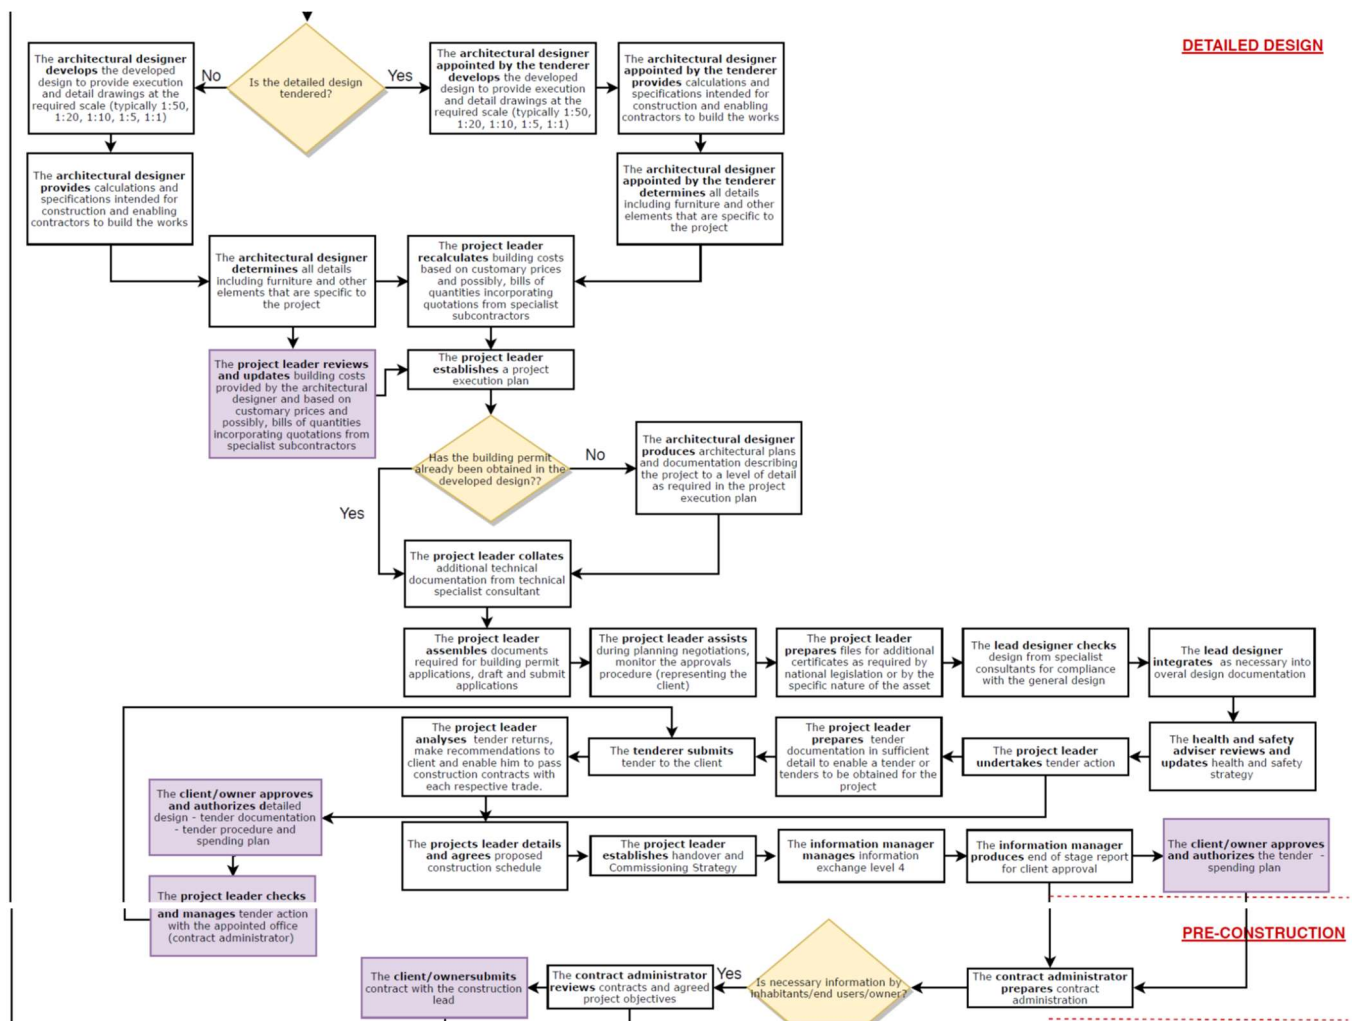 DETAILED DESIGN
The architectural designer
develops the developed
design to provide execution
and detail drawings at the
required scale (typically 1:50,
1:20, 1:10, 1:5, 1:1)
No
Is the detailed design
tendered?
Yes
The architectural designer
appointed by the tenderer
develops the developed
design to provide execution
and detail drawings at the
required scale (typically 1:50,
1:20, 1:10, 1:5, 1:1)
The architectural designer
appointed by the tenderer
provides calculations and
specifications intended for
construction and enabling
contractors to build the works
The architectural designer
provides calculations and
specifications intended for
construction and enabling
contractors to build the works
The architectural designer
appointed by the tenderer
determines all details
including furniture and other
elements that are specific to
the project
The architectural designer
determines all details
including furniture and other
elements that are specific to
the project
The project leader
recalculates building costs
based on customary prices
and possibly, bills of
quantities incorporating
quotations from specialist
subcontractors
The project leader reviews
and updates building costs
provided by the architectural
designer and based on
customary prices and
possibly, bills of quantities
incorporating quotations from
specialist subcontractors
The project leader
establishes a project
execution plan
Has the building permit
already been obtained in the
developed design??
No
Yes
The architectural designer
produces architectural plans
and documentation describing
the project to a level of detail
as required in the project
execution plan
The project leader collates
additional technical
documentation from technical
specialist consultant
The project leader
assembles documents
required for building permit
applications, draft and submit
applications
The project leader assists
during planning negotiations,
monitor the approvals
procedure (representing the
client)
The project leader
prepares files for additional
certificates as required by
national legislation or by the
specific nature of the asset
The lead designer checks
design from specialist
consultants for compliance
with the general design
The lead designer
integrates as necessary into
overal design documentation
The project leader
analyses tender returns,
make recommendations to
client and enable him to pass
construction contracts with
each respective trade.
The tenderer submits
tender to the client
The project leader
prepares tender
documentation in sufficient
detail to enable a tender or
tenders to be obtained for the
project
The project leader
undertakes tender action
The health and safety
adviser reviews and
updates health and safety
strategy
The client/owner approves
and authorizes detailed
design - tender documentation
- tender procedure and
spending plan
The projects leader details
and agrees proposed
construction schedule
The project leader
establishes handover and
Commissioning Strategy
The information manager
manages information
exchange level 4
The information manager
produces end of stage report
for client approval
The client/owner approves
and authorizes the tender -
spending plan
The project leader checks
and manages tender action
with the appointed office
(contract administrator)
PRE-CONSTRUCTION
The client/ownersubmits
contract with the construction
lead
The contract administrator
reviews contracts and agreed
project objectives
Yes
Is necessary information by
inhabitants/end users/owner?
The contract administrator
prepares contract
administration